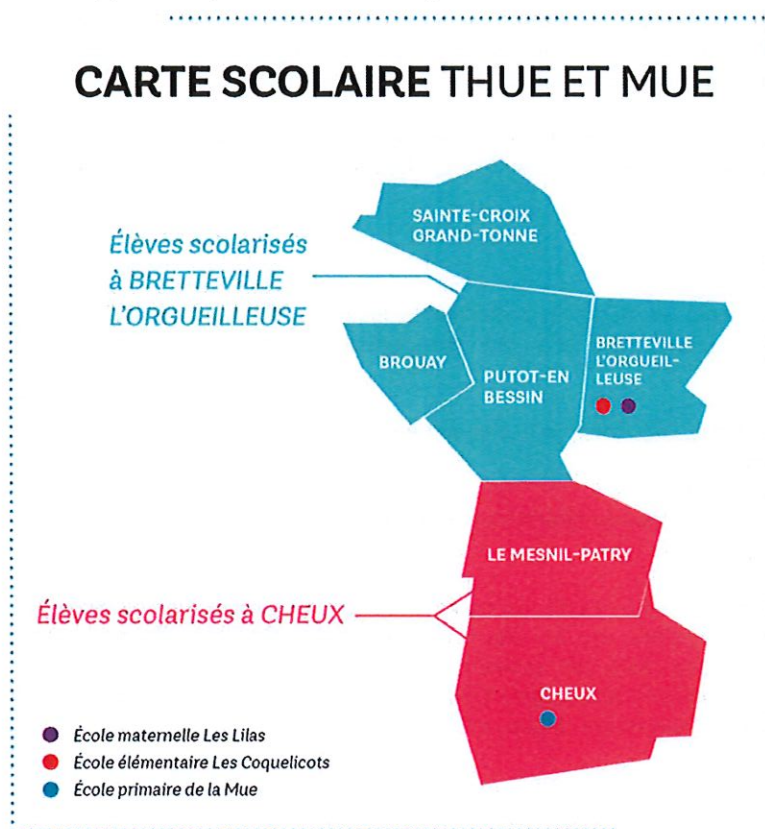 CARTE SCOLAIRE THUE ET MUE
SAINTE-CROIX
GRAND-TONNE
Élèves scolarisés
à BRETTEVILLE
L'ORGUEILLEUSE
BROUAY
PUTOT-EN
BESSIN
BRETTEVILLE
L'ORGUEIL-
LEUSE
LE MESNIL-PATRY
Élèves scolarisés à CHEUX
CHEUX
École maternelle Les Lilas
École élémentaire Les Coquelicots
École primaire de la Mue